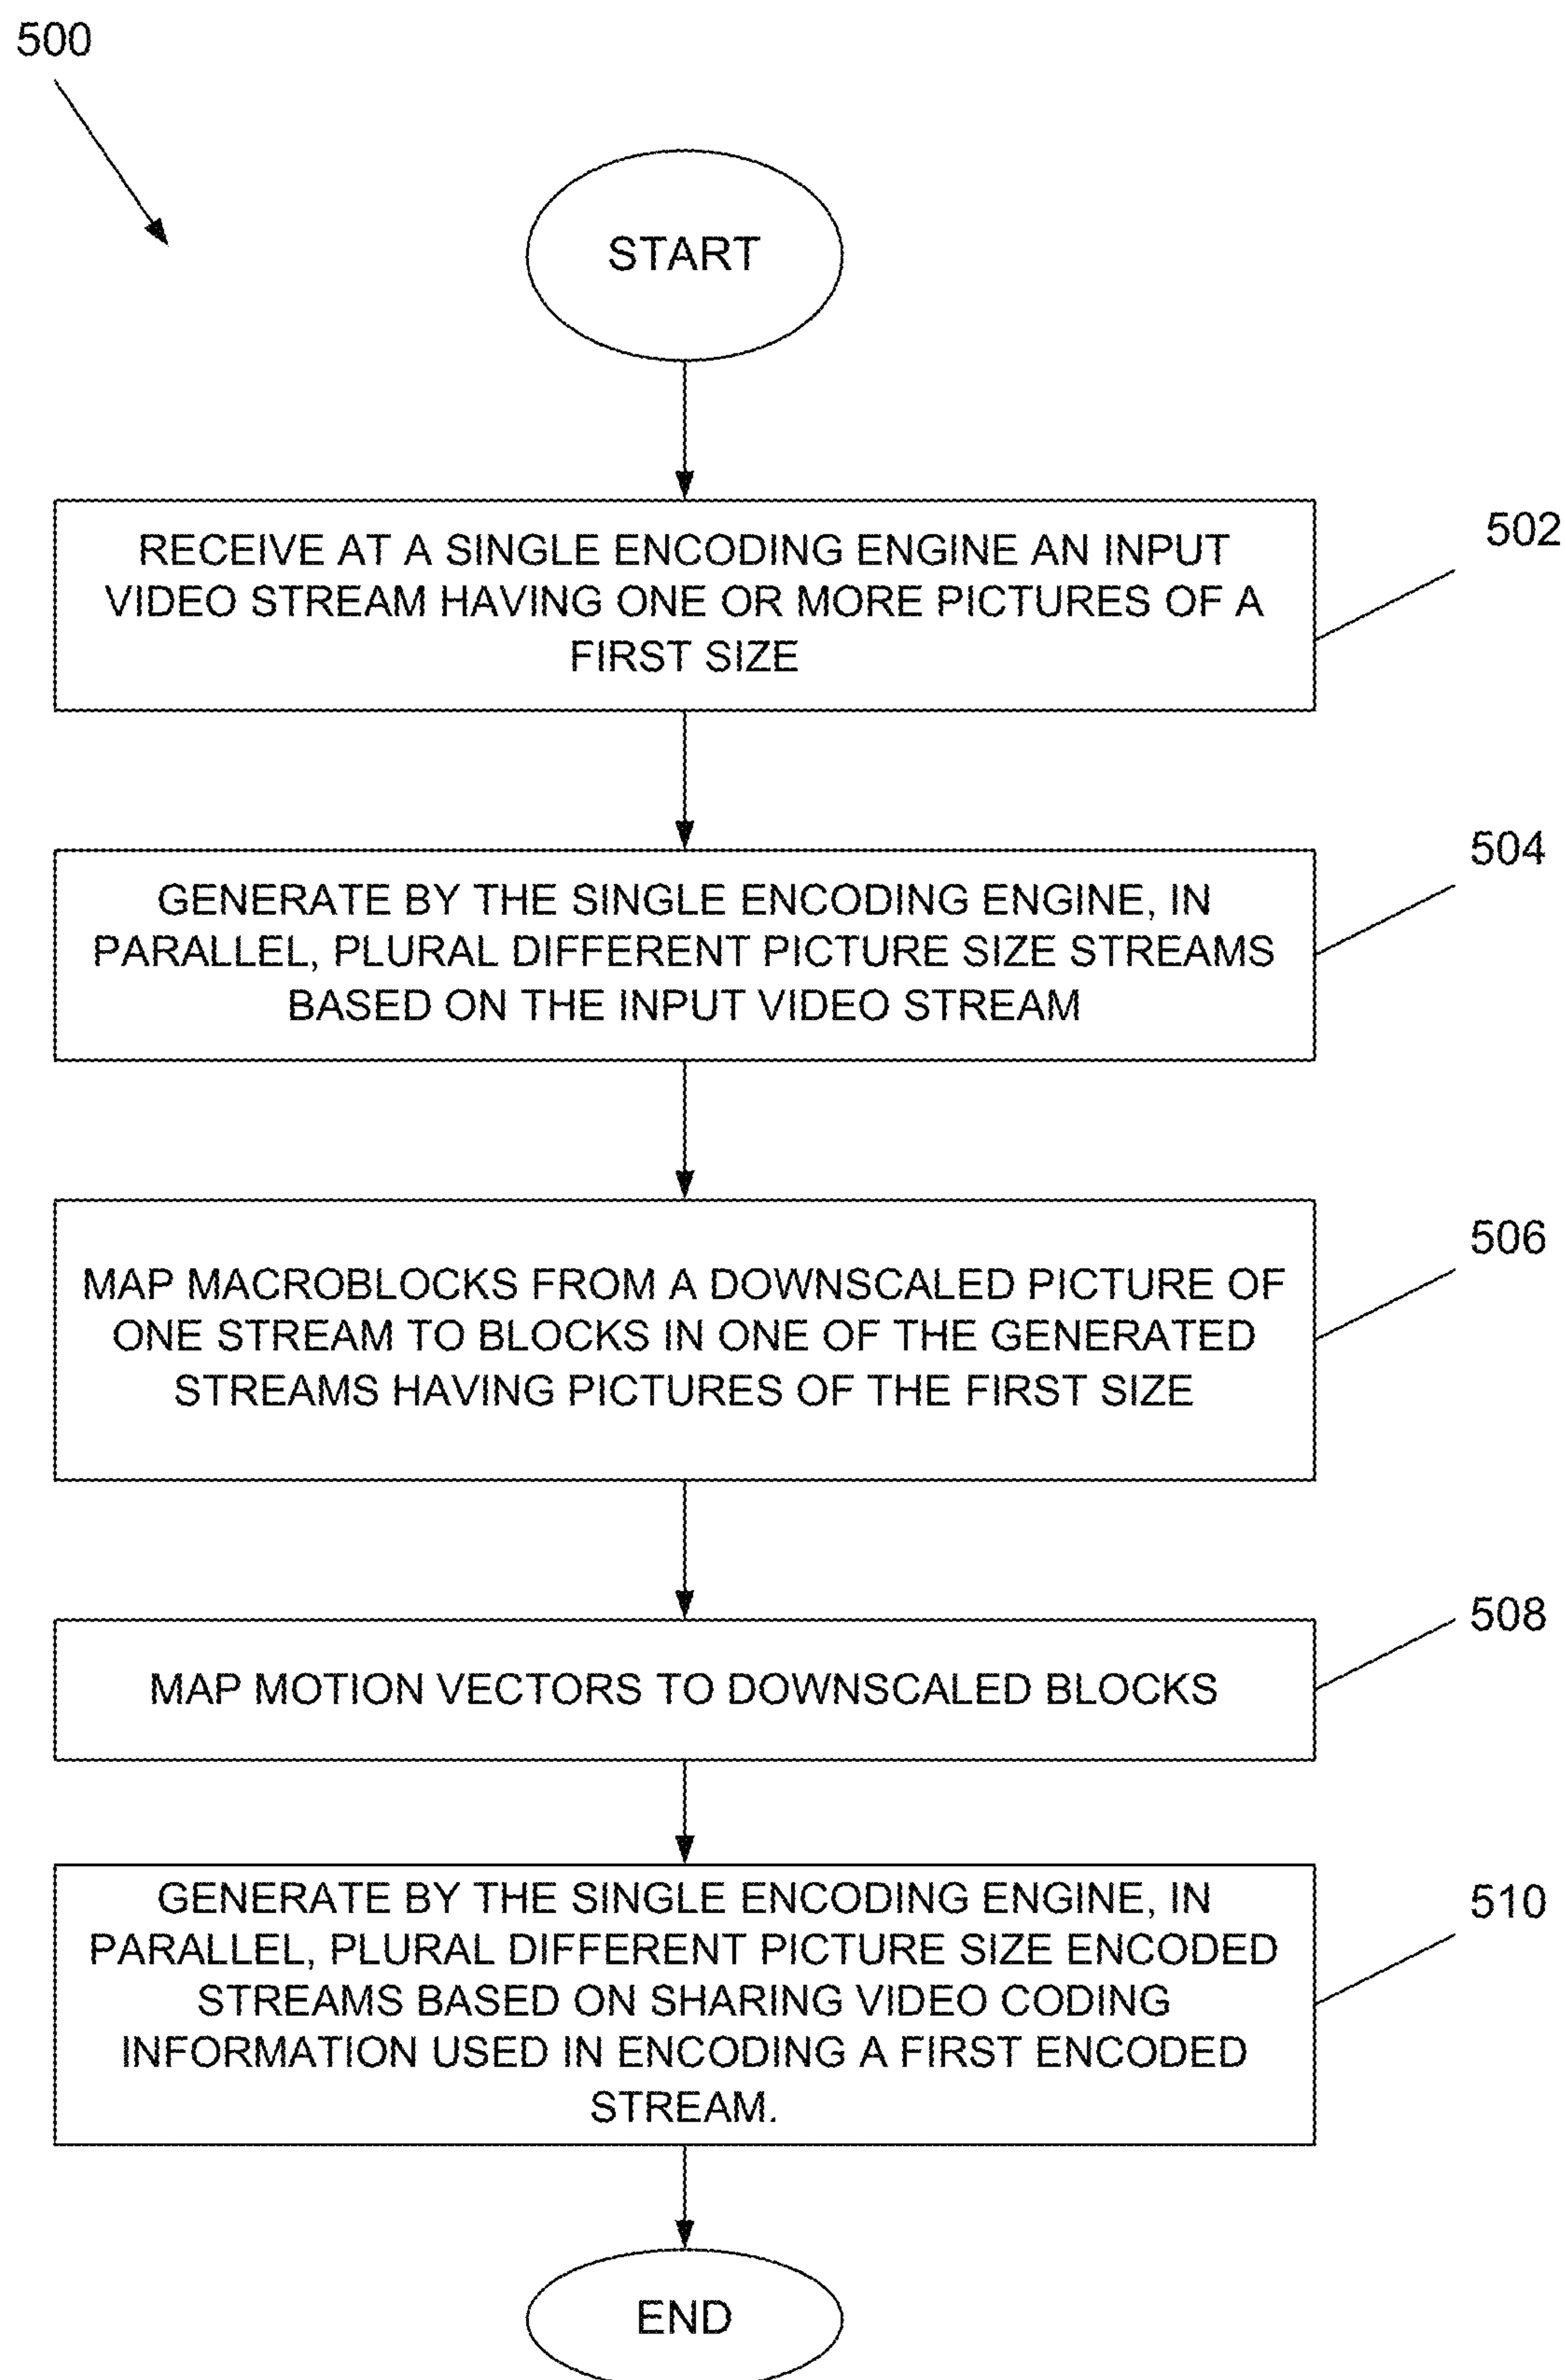 500
START
RECEIVE AT A SINGLE ENCODING ENGINE AN INPUT
VIDEO STREAM HAVING ONE OR MORE PICTURES OF A
FIRST SIZE
502
GENERATE BY THE SINGLE ENCODING ENGINE, IN
PARALLEL, PLURAL DIFFERENT PICTURE SIZE STREAMS
BASED ON THE INPUT VIDEO STREAM
504
MAP MACROBLOCKS FROM A DOWNSCALED PICTURE OF
ONE STREAM TO BLOCKS IN ONE OF THE GENERATED
STREAMS HAVING PICTURES OF THE FIRST SIZE
506
MAP MOTION VECTORS TO DOWNSCALED BLOCKS
508
GENERATE BY THE SINGLE ENCODING ENGINE, IN
PARALLEL, PLURAL DIFFERENT PICTURE SIZE ENCODED
STREAMS BASED ON SHARING VIDEO CODING
INFORMATION USED IN ENCODING A FIRST ENCODED
STREAM.
510
END